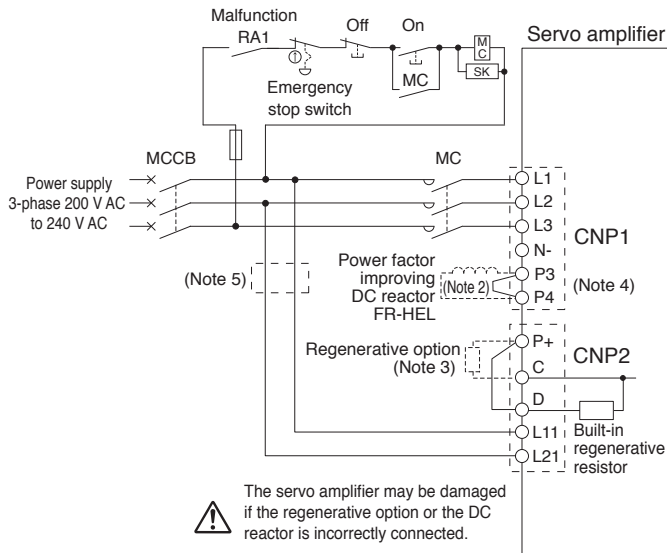 Malfunction
RA1
Off
On
M
C
SK
MC
Emergency
stop switch
Servo amplifier
MCCB
MC
Power supply
3-phase 200 V AC
to 240 V AC
L1
L2
L3
N-
P3
P4
CNP1
(Note 4)
(Note 5)
Power factor
improving
DC reactor
FR-HEL
(Note 2)
Regenerative option
(Note 3)
P+
C
D
L11
L21
CNP2
Built-in
regenerative
resistor
The servo amplifier may be damaged
if the regenerative option or the DC
reactor is incorrectly connected.